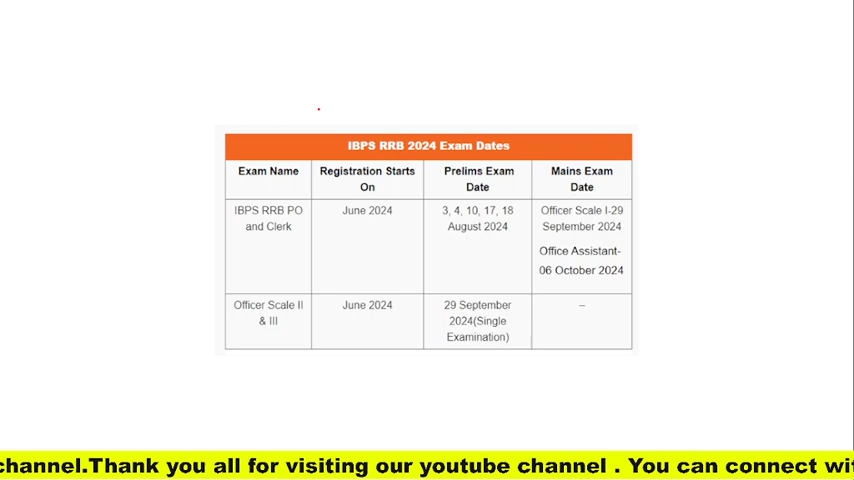 IBPS RRB 2024 Exam Dates
Exam Name
Registration Starts
On
Prelims Exam
Date
Mains Exam
Date
IBPS RRB PO
and Clerk
June 2024
3, 4, 10, 17, 18
August 2024
Officer Scale I-29
September 2024
Office Assistant-
06 October 2024
Officer Scale II
& III
June 2024
29 September
2024(Single
Examination)
–
channel.Thank you all for visiting our youtube channel . You can connect wit